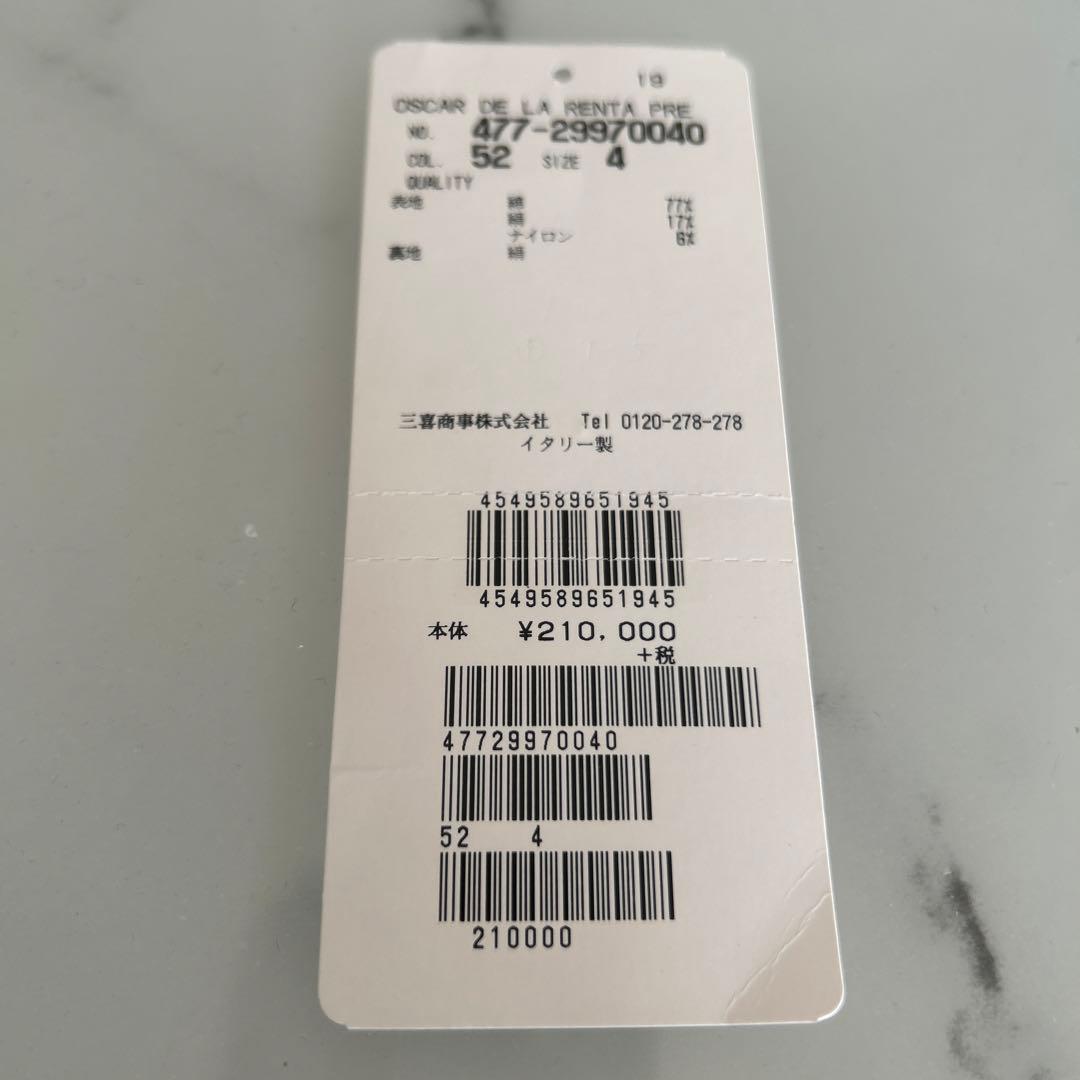 19
OSCAR DE LA RENTA PRE
NO. 477-29970040
COL. 52 SIZE 4
QUALITY
表地 綿 77%
絹 17%
ナイロン 6%
裏地 絹
三喜商事株式会社 Tel 0120-278-278
イタリー製
4549589651945
4549589651945
本体 ¥210,000
+税
47729970040
52 4
210000